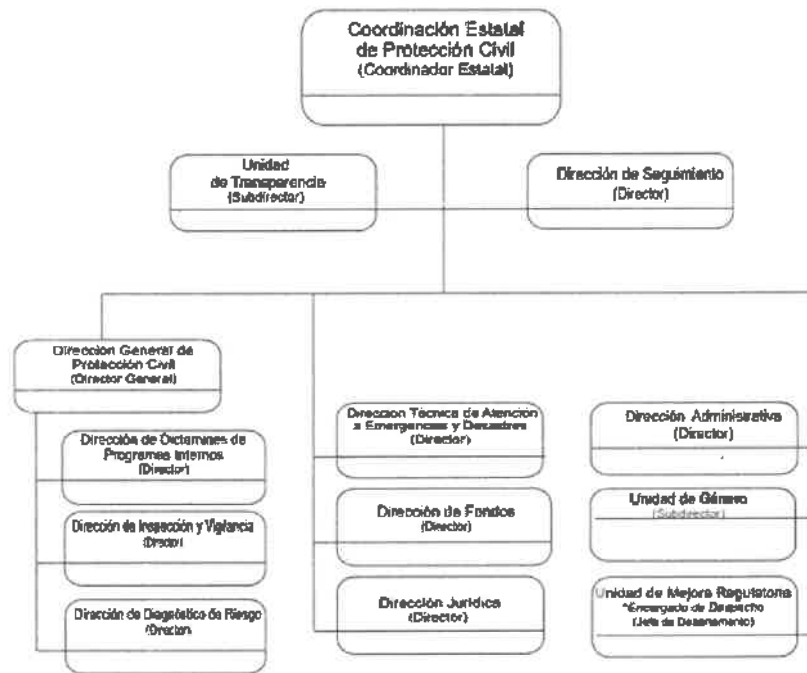 Coordinación Estatal
de Protección Civil
(Coordinador Estatal)
Unidad
de Transparencia
(Subdirector)
Dirección de Seguimiento
(Director)
Dirección General de
Protección Civil
(Director General)
Dirección de Dictamines de
Programas Internos
(Director)
Dirección de Inspección y Vigilancia
(Director)
Dirección de Diagnóstico de Riesgo
(Director)
Direccion Técnica de Atención
a Emergencias y Desastres
(Director)
Dirección de Fondos
(Director)
Dirección Jurídica
(Director)
Dirección Administrativa
(Director)
Unidad de Género
(Subdirector)
Unidad de Mejora Regulatoria
*Encargado de Despacho
(Jefe de Departamento)